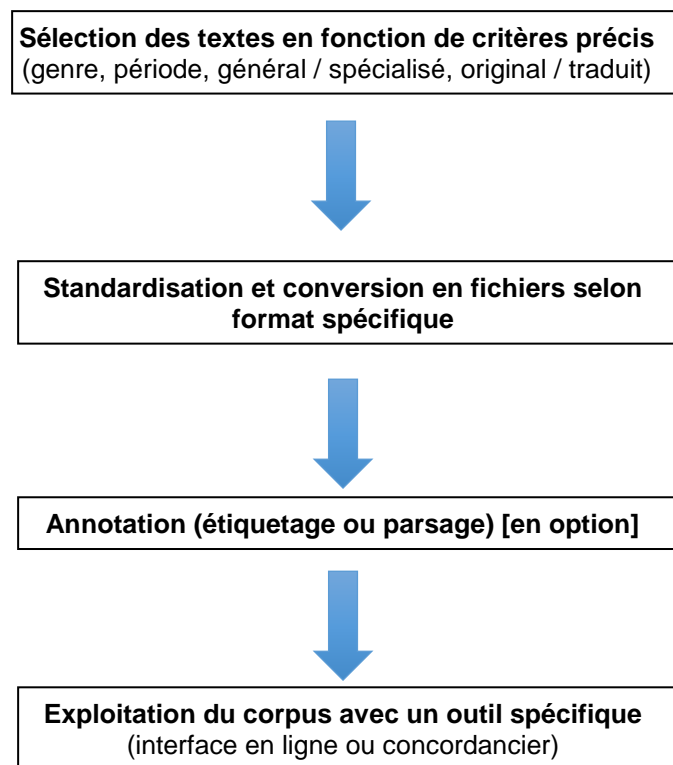 Sélection des textes en fonction de critères précis
(genre, période, général / spécialisé, original / traduit)
Standardisation et conversion en fichiers selon
format spécifique
Annotation (étiquetage ou parsage) [en option]
Exploitation du corpus avec un outil spécifique
(interface en ligne ou concordancier)